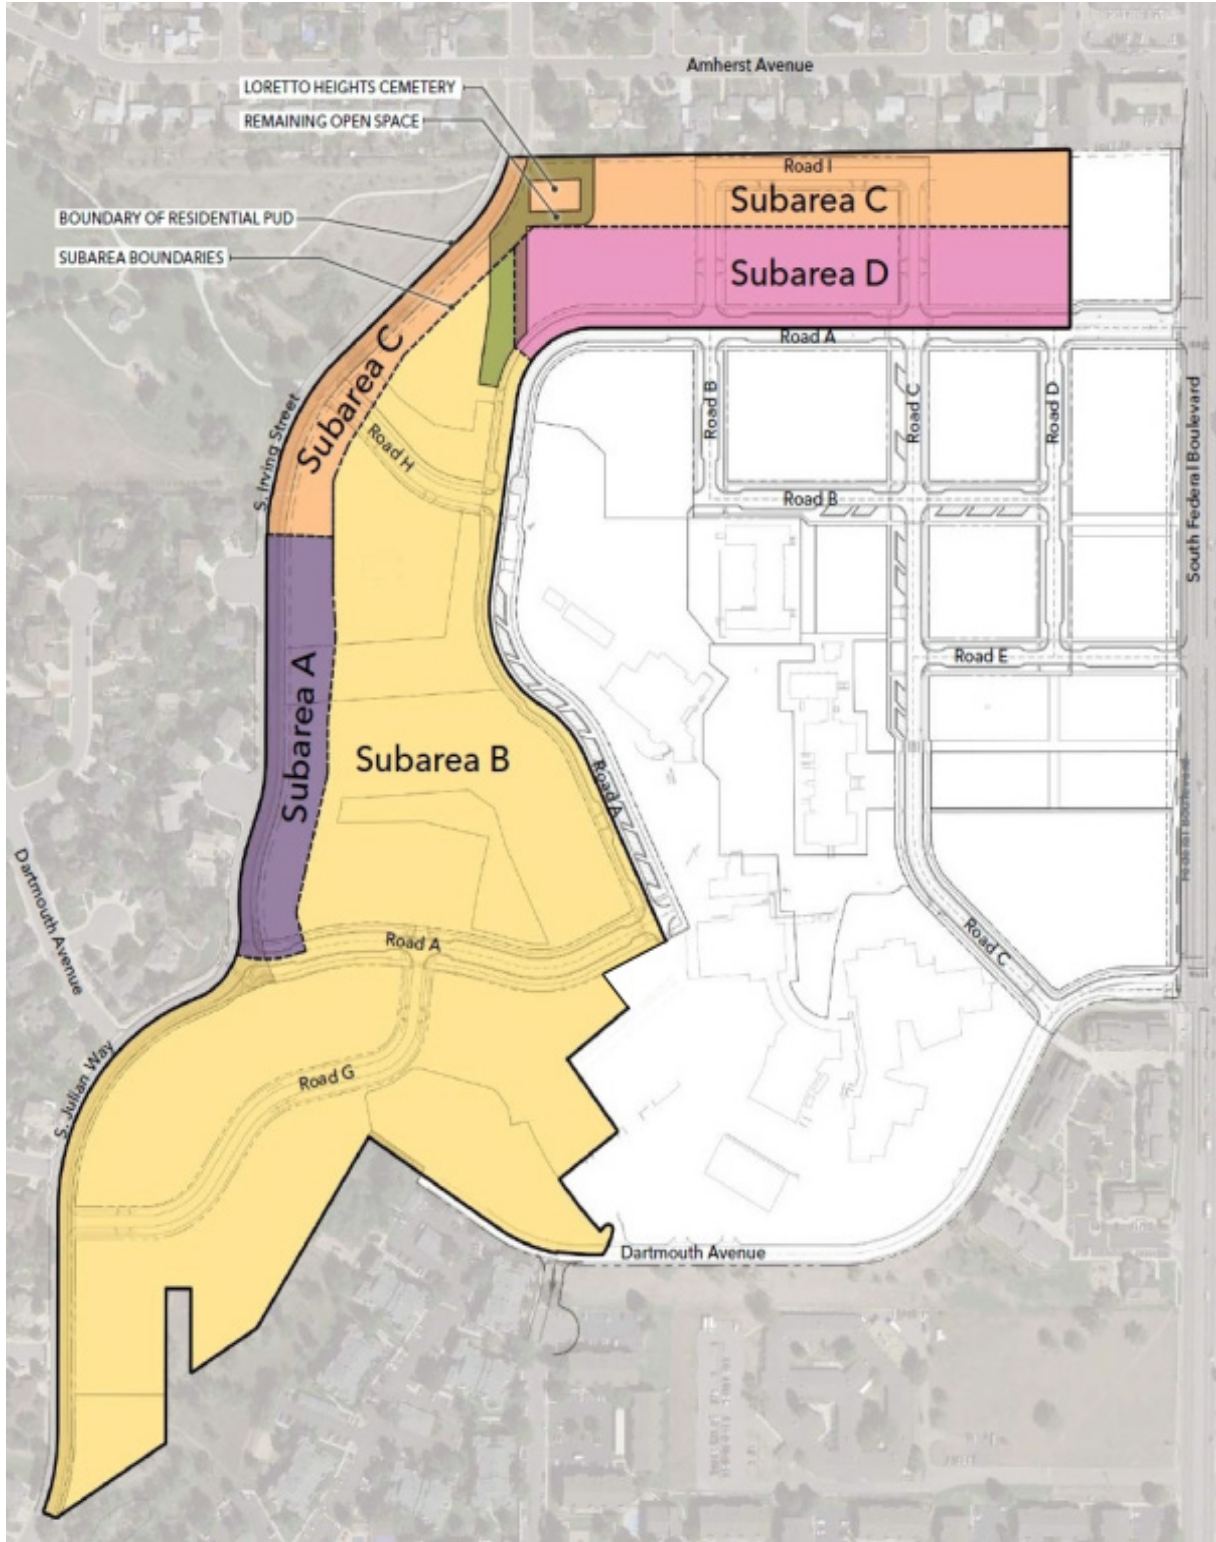 Amherst Avenue
LORETTO HEIGHTS CEMETERY
REMAINING OPEN SPACE
Road I
Subarea C
BOUNDARY OF RESIDENTIAL PUD
SUBAREA BOUNDARIES
Subarea D
Road A
Subarea C
S. Irving Street
Road H
Road B
Road C
Road D
South Federal Boulevard
Road B
Road E
Subarea A
Subarea B
Road A
Federal Boulevard
Dartmouth Avenue
Road A
Road C
S. Julian Way
Road G
Dartmouth Avenue